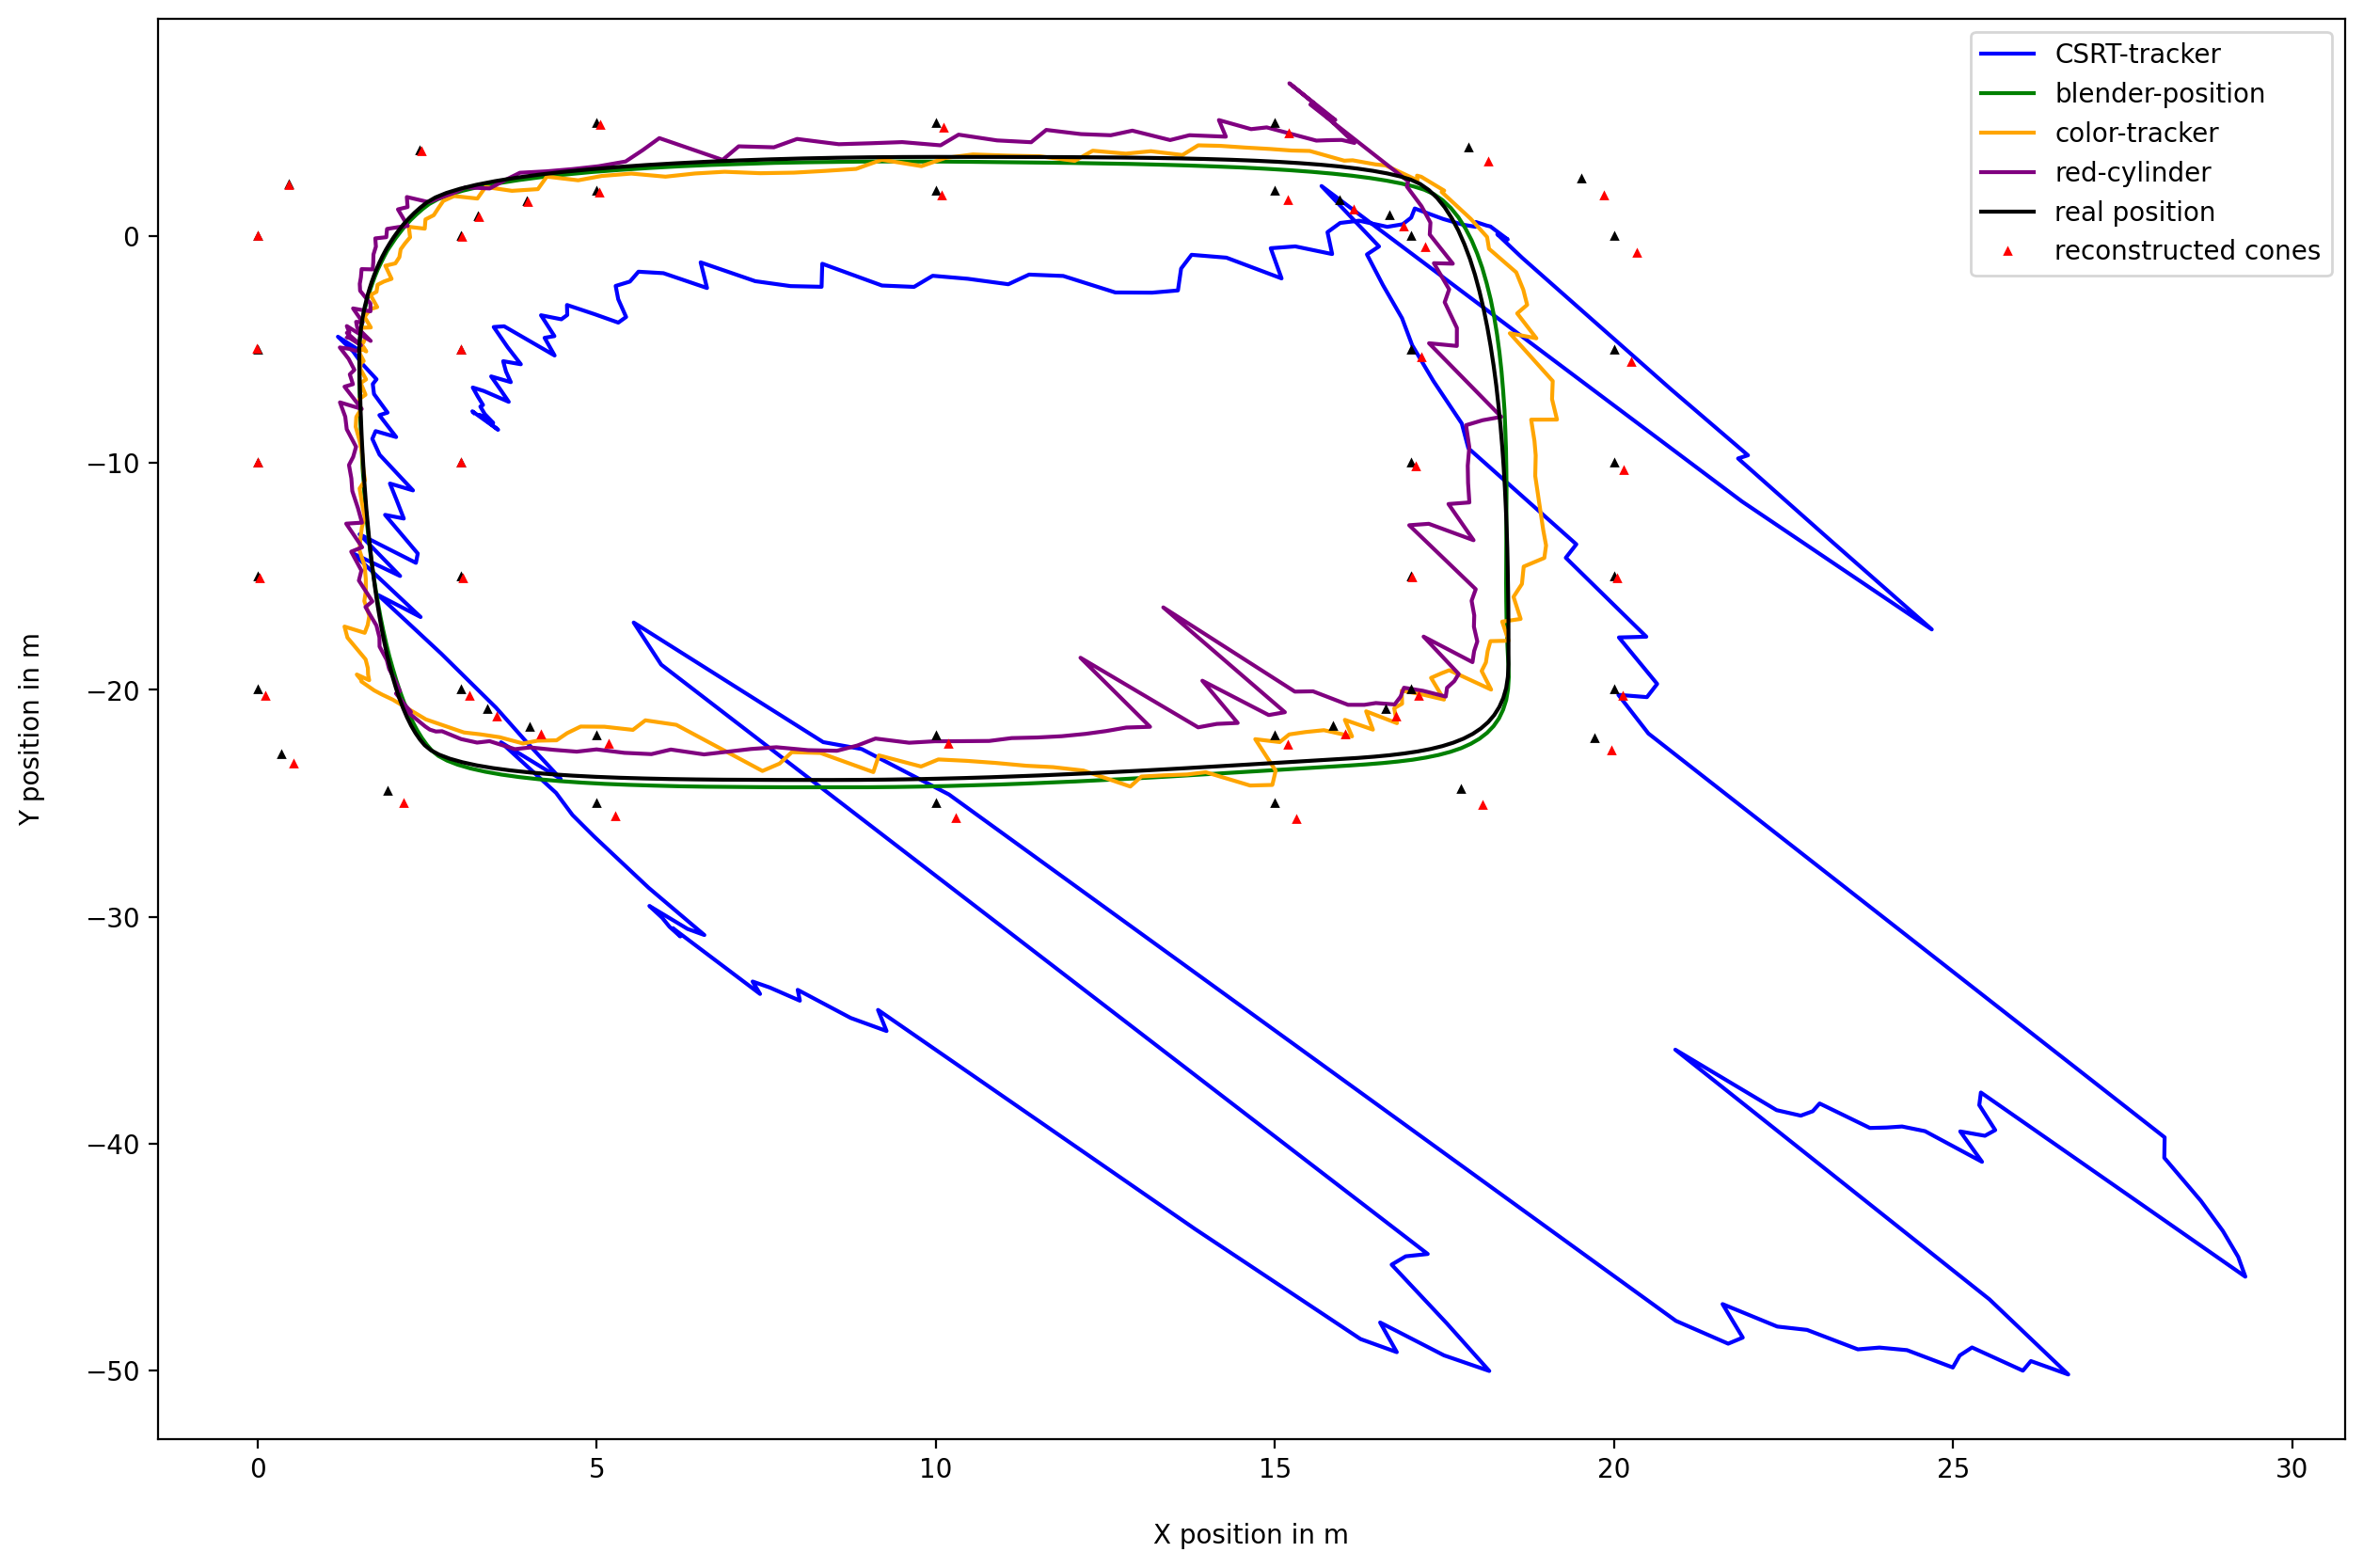 CSRT-tracker
blender-position
color-tracker
red-cylinder
real position
reconstructed cones
0
−10
−20
−30
−40
−50
Y position in m
0 5 10 15 20 25 30
X position in m